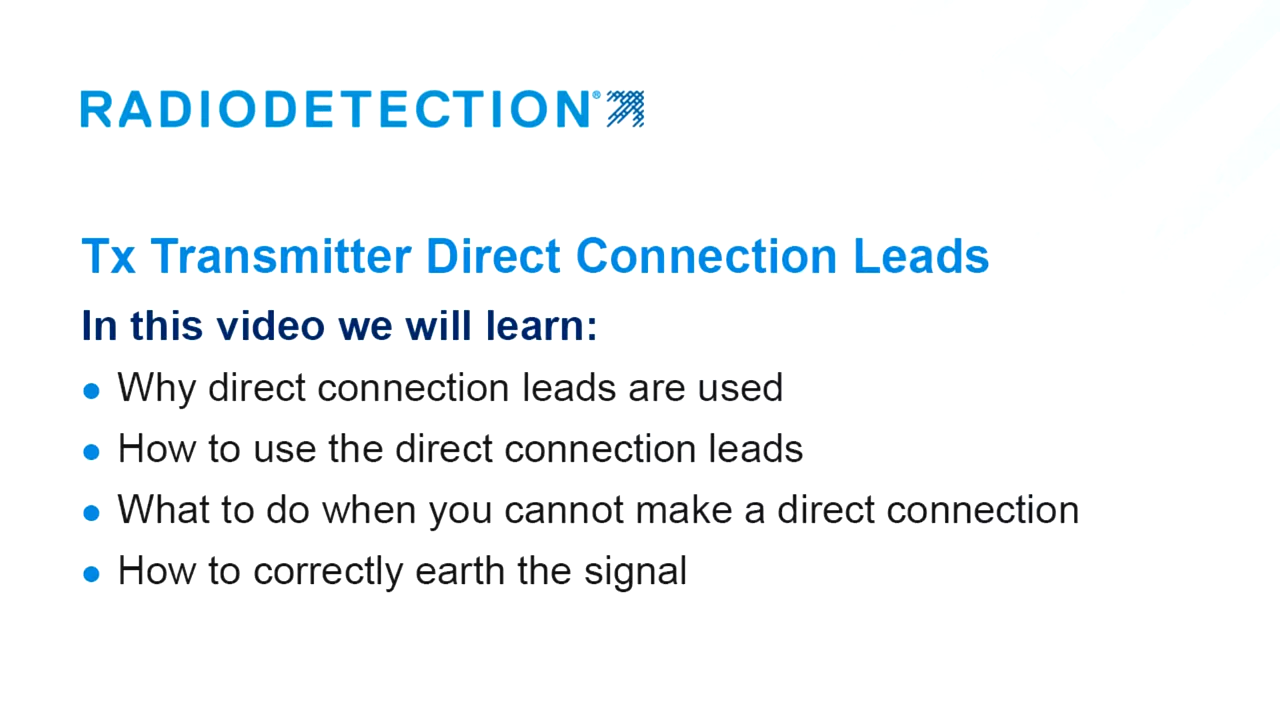 RADIODETECTION®
Tx Transmitter Direct Connection Leads
In this video we will learn:
● Why direct connection leads are used
● How to use the direct connection leads
● What to do when you cannot make a direct connection
● How to correctly earth the signal